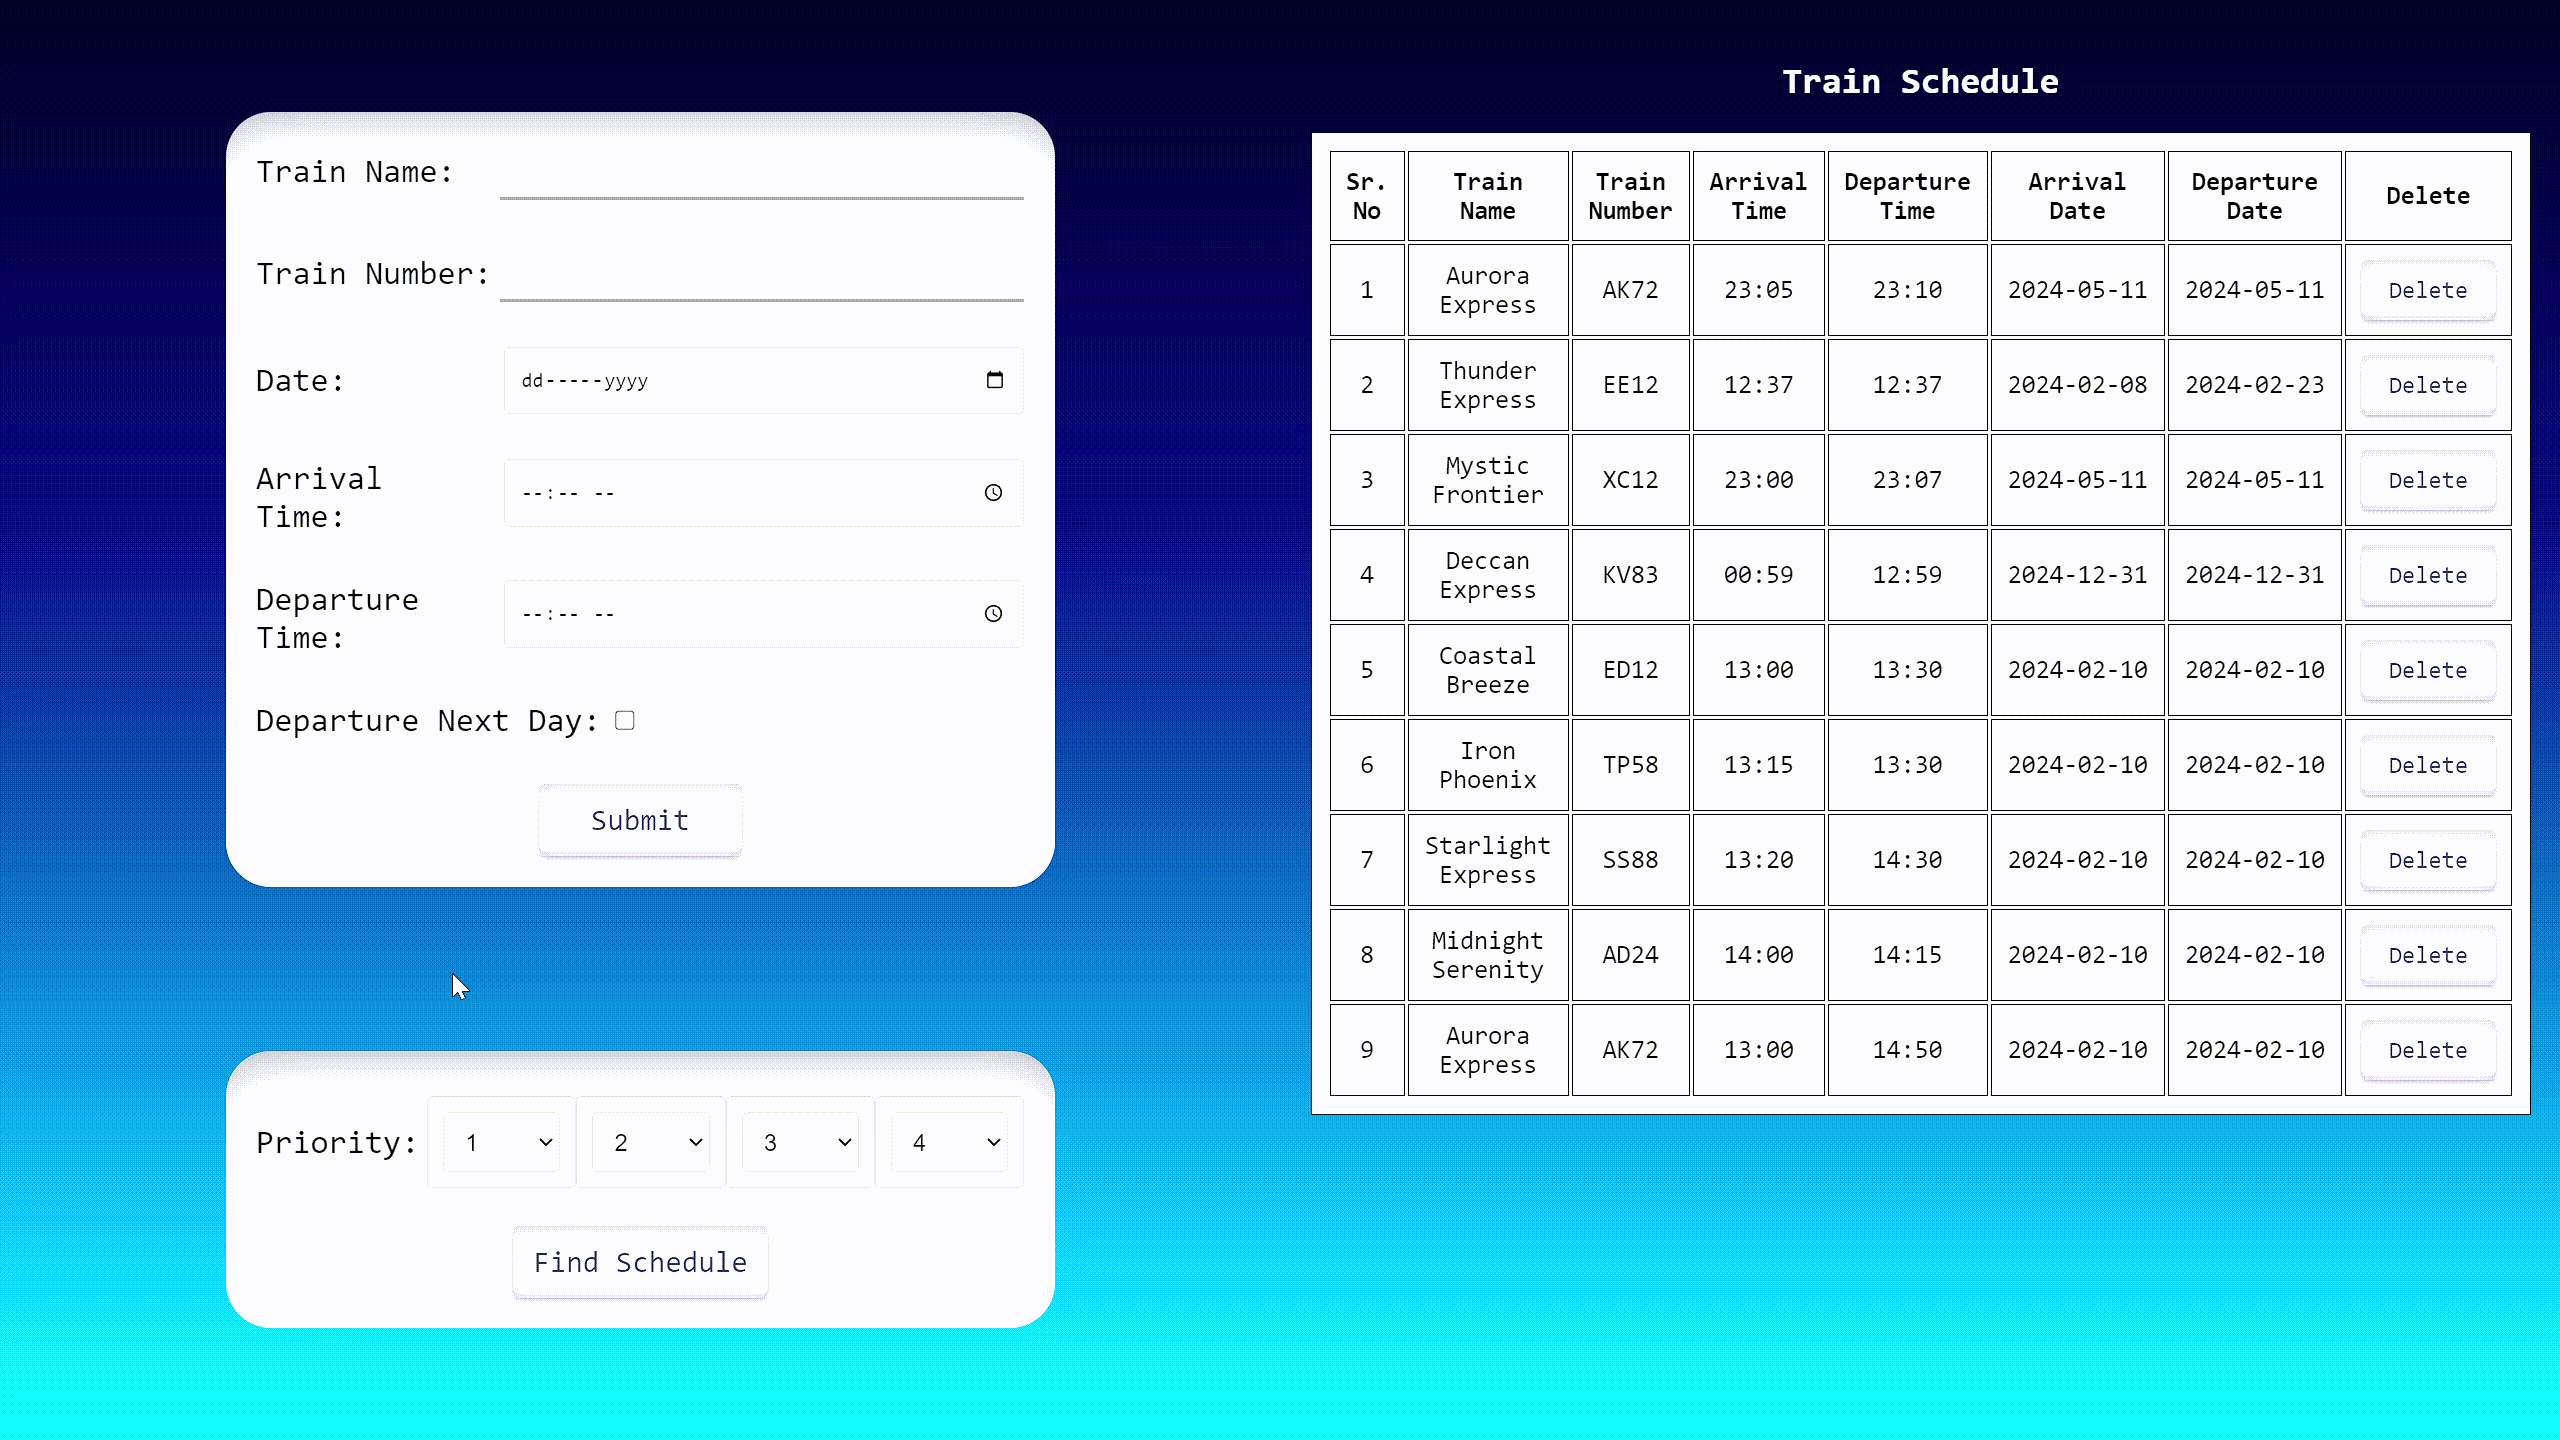 Train Name:
Train Number:
Date:
dd-----yyyy
Arrival
Time:
--:-- --
Departure
Time:
--:-- --
Departure Next Day:
Submit
Priority:
1 2 3 4
Find Schedule
Train Schedule
Sr. No Train Name Train Number Arrival Time Departure Time Arrival Date Departure Date Delete
1 Aurora Express AK72 23:05 23:10 2024-05-11 2024-05-11 Delete
2 Thunder Express EE12 12:37 12:37 2024-02-08 2024-02-23 Delete
3 Mystic Frontier XC12 23:00 23:07 2024-05-11 2024-05-11 Delete
4 Deccan Express KV83 00:59 12:59 2024-12-31 2024-12-31 Delete
5 Coastal Breeze ED12 13:00 13:30 2024-02-10 2024-02-10 Delete
6 Iron Phoenix TP58 13:15 13:30 2024-02-10 2024-02-10 Delete
7 Starlight Express SS88 13:20 14:30 2024-02-10 2024-02-10 Delete
8 Midnight Serenity AD24 14:00 14:15 2024-02-10 2024-02-10 Delete
9 Aurora Express AK72 13:00 14:50 2024-02-10 2024-02-10 Delete